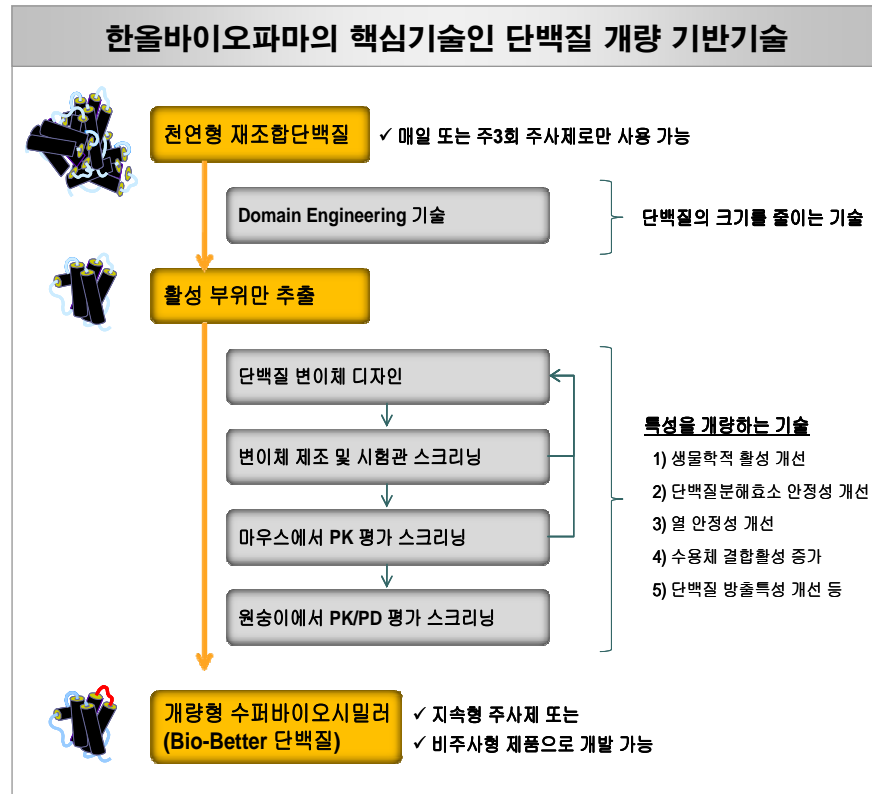 한올바이오파마의 핵심기술인 단백질 개량 기반기술
천연형 재조합단백질
✓ 매일 또는 주3회 주사제로만 사용 가능
Domain Engineering 기술
단백질의 크기를 줄이는 기술
활성 부위만 추출
단백질 변이체 디자인
변이체 제조 및 시험관 스크리닝
마우스에서 PK 평가 스크리닝
원숭이에서 PK/PD 평가 스크리닝
특성을 개량하는 기술
1) 생물학적 활성 개선
2) 단백질분해효소 안정성 개선
3) 열 안정성 개선
4) 수용체 결합활성 증가
5) 단백질 방출특성 개선 등
개량형 수퍼바이오시밀러
(Bio-Better 단백질)
✓ 지속형 주사제 또는
✓ 비주사형 제품으로 개발 가능